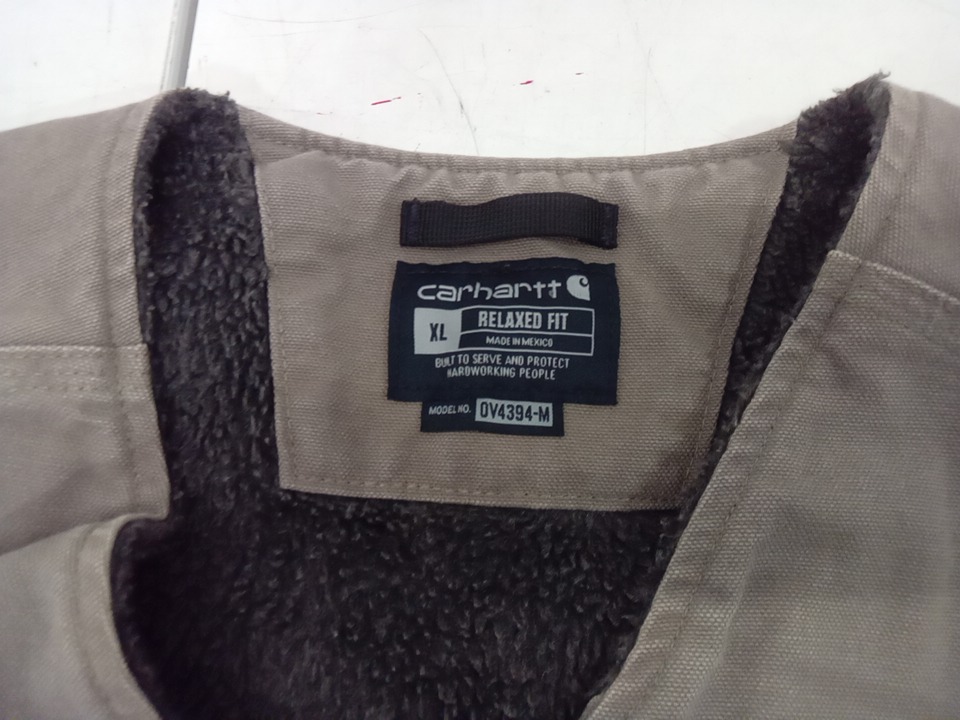 carhartt
XL
RELAXED FIT
MADE IN MEXICO
BUILT TO SERVE AND PROTECT
HARDWORKING PEOPLE
MODEL NO. OV4394-M